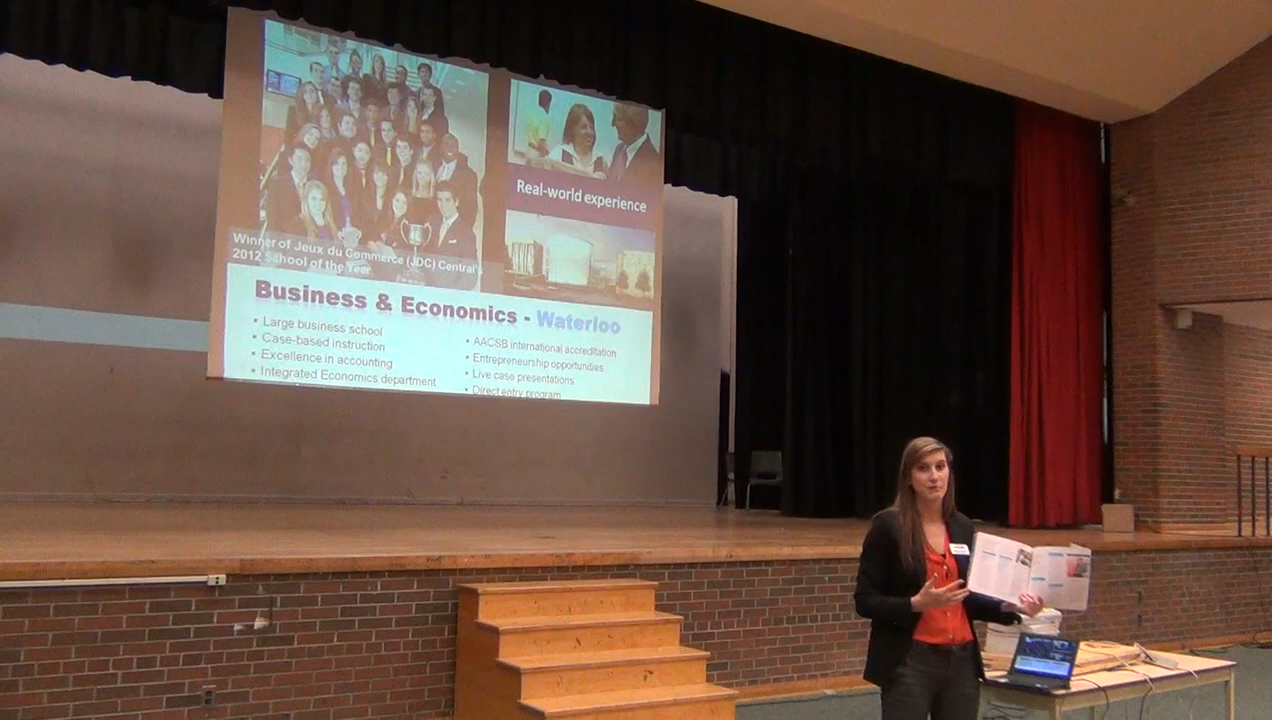 Real-world experience
Winner of Jeux du Commerce (JDC) Central's
2012 School of the Year
Business & Economics - Waterloo
• Large business school
• Case-based instruction
• Excellence in accounting
• Integrated Economics department
• AACSB international accreditation
• Entrepreneurship opportunities
• Live case presentations
• Direct entry program